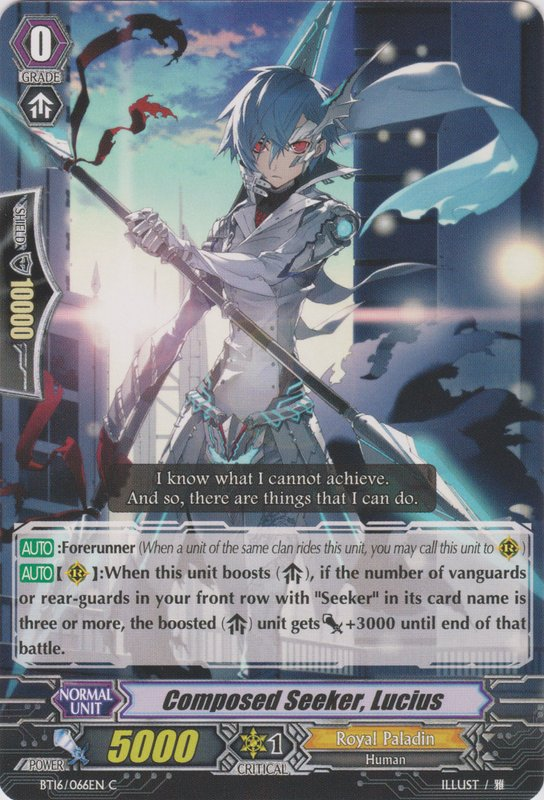 0
GRADE
SHIELD
10000
I know what I cannot achieve.
And so, there are things that I can do.
AUTO :Forerunner (When a unit of the same clan rides this unit, you may call this unit to R )
AUTO 【 R 】:When this unit boosts ( ), if the number of vanguards
or rear-guards in your front row with "Seeker" in its card name is
three or more, the boosted ( ) unit gets +3000 until end of that
battle.
NORMAL
UNIT
Composed Seeker, Lucius
POWER
5000
1
CRITICAL
Royal Paladin
Human
BT16/066EN C
ILLUST / 雅